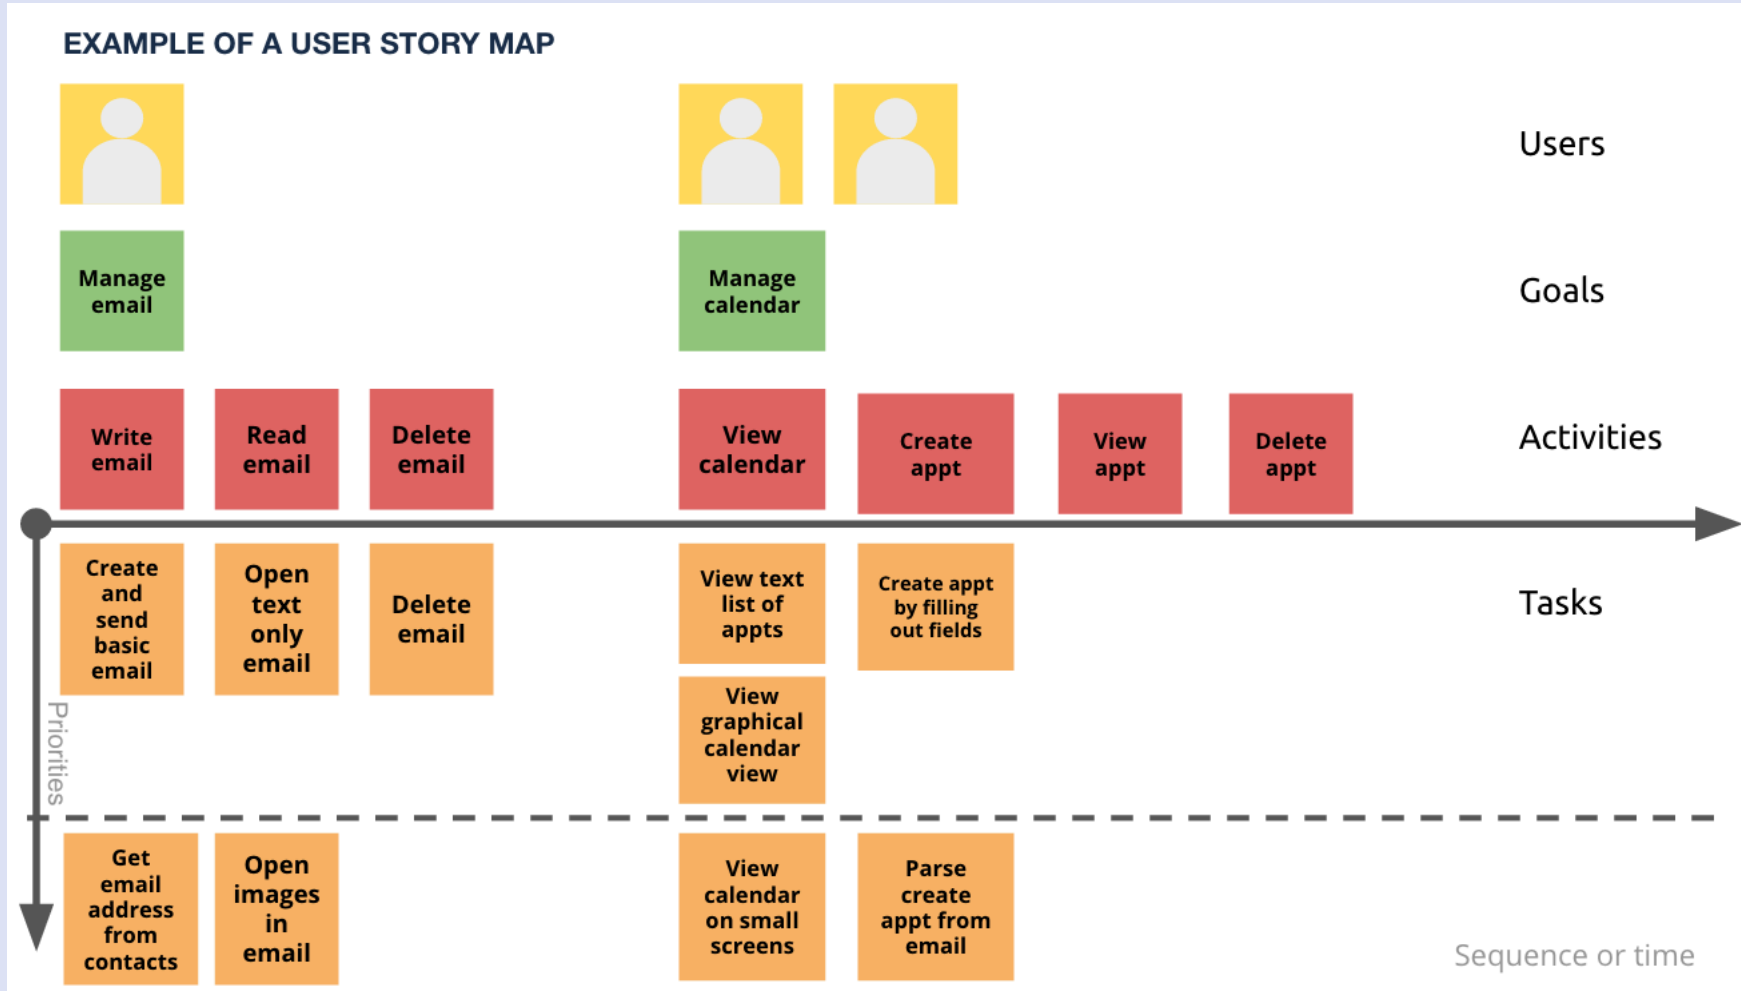 EXAMPLE OF A USER STORY MAP
Users
Manage
email
Manage
calendar
Goals
Write
email
Read
email
Delete
email
View
calendar
Create
appt
View
appt
Delete
appt
Activities
Create
and
send
basic
email
Open
text
only
email
Delete
email
View text
list of
appts
Create appt
by filling
out fields
Tasks
View
graphical
calendar
view
Priorities
Get
email
address
from
contacts
Open
images
in
email
View
calendar
on small
screens
Parse
create
appt from
email
Sequence or time